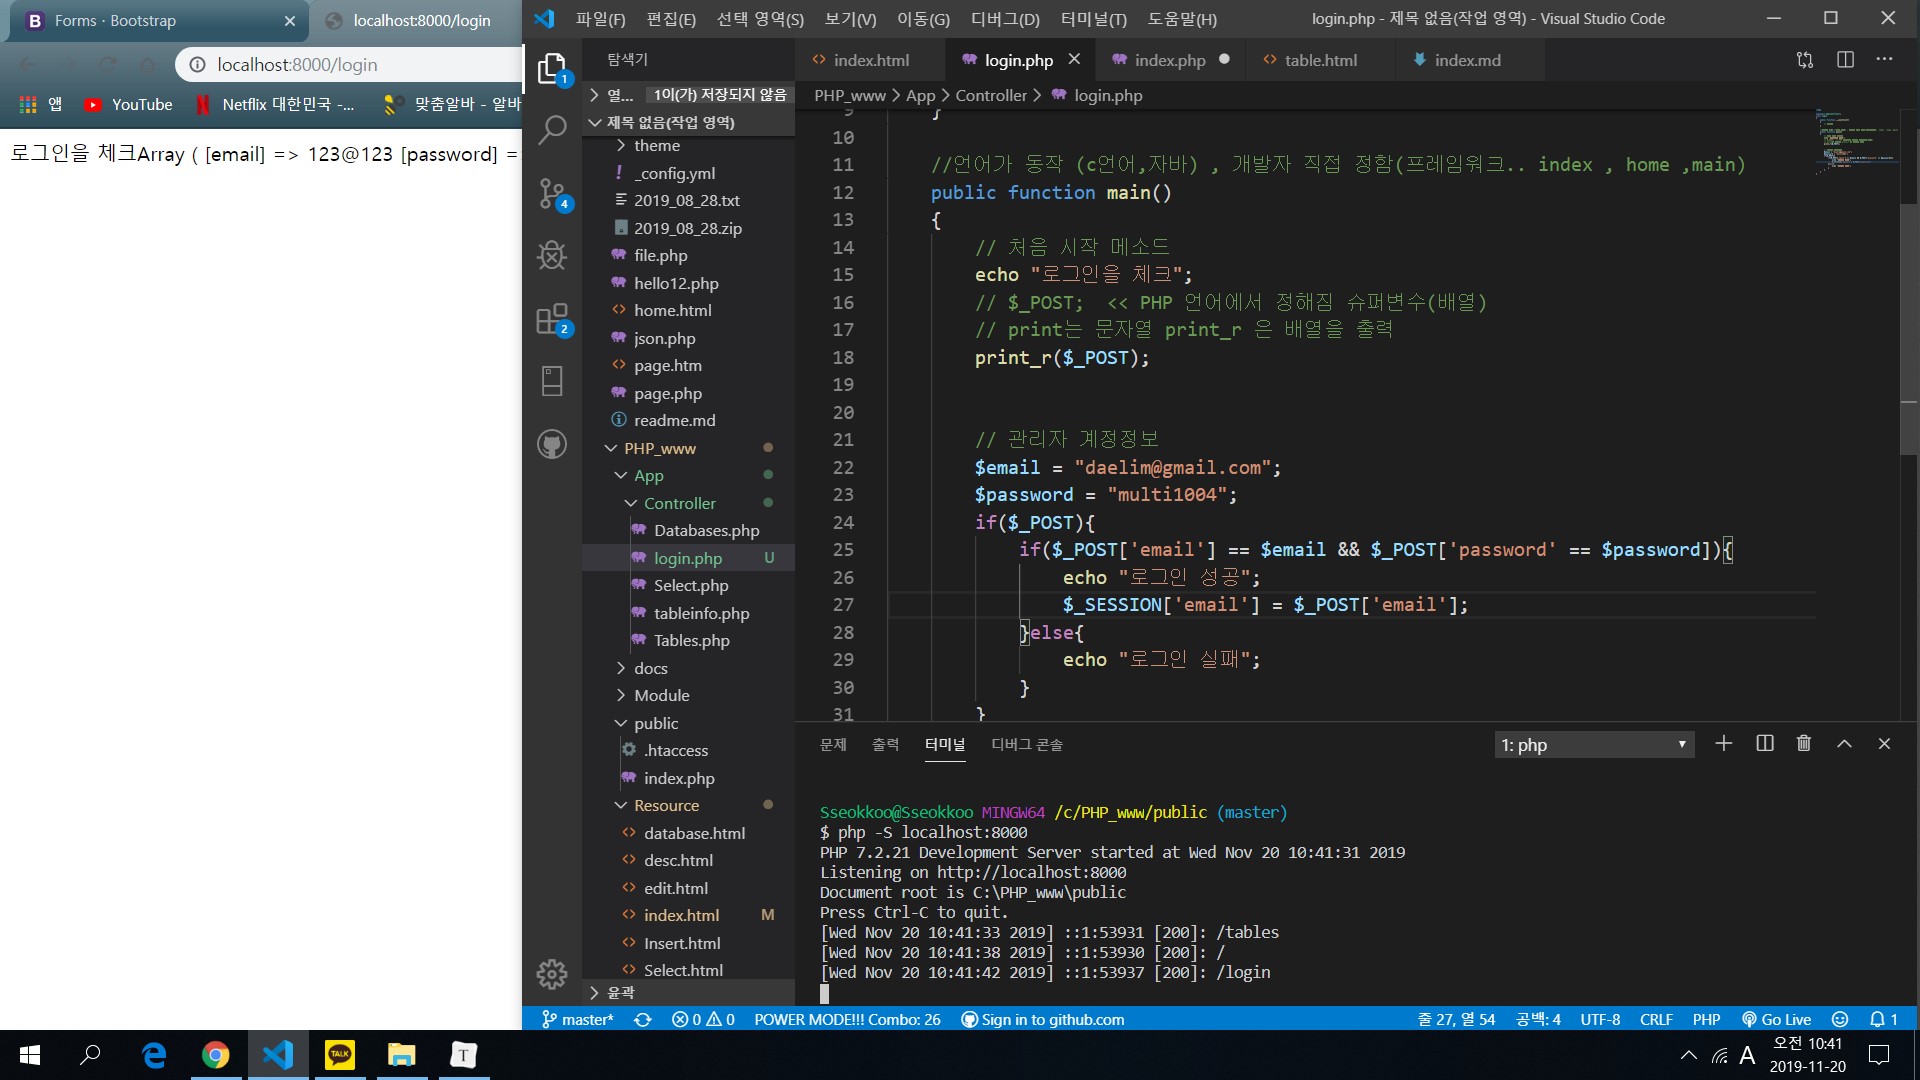 Forms · Bootstrap
localhost:8000/login
localhost:8000/login
앱 YouTube Netflix 대한민국 -... 맞춤알바 - 알바
로그인을 체크Array ( [email] => 123@123 [password] =
파일(F) 편집(E) 선택 영역(S) 보기(V) 이동(G) 디버그(D) 터미널(T) 도움말(H) login.php - 제목 없음(작업 영역) - Visual Studio Code
탐색기
열... 1이(가) 저장되지 않음
제목 없음(작업 영역)
theme
_config.yml
2019_08_28.txt
2019_08_28.zip
file.php
hello12.php
home.html
json.php
page.htm
page.php
readme.md
PHP_www
App
Controller
Databases.php
login.php U
Select.php
tableinfo.php
Tables.php
docs
Module
public
.htaccess
index.php
Resource
database.html
desc.html
edit.html
index.html M
Insert.html
Select.html
윤곽
1
4
2
index.html login.php index.php table.html index.md
PHP_www > App > Controller > login.php
9 }
10
11 //언어가 동작 (c언어,자바) , 개발자 직접 정함(프레임워크.. index , home ,main)
12 public function main()
13 {
14 // 처음 시작 메소드
15 echo "로그인을 체크";
16 // $_POST; << PHP 언어에서 정해짐 슈퍼변수(배열)
17 // print는 문자열 print_r 은 배열을 출력
18 print_r($_POST);
19
20
21 // 관리자 계정정보
22 $email = "daelim@gmail.com";
23 $password = "multi1004";
24 if($_POST){
25 if($_POST['email'] == $email && $_POST['password' == $password]){
26 echo "로그인 성공";
27 $_SESSION['email'] = $_POST['email'];
28 }else{
29 echo "로그인 실패";
30 }
31 }
문제 출력 터미널 디버그 콘솔 1: php
Sseokkoo@Sseokkoo MINGW64 /c/PHP_www/public (master)
$ php -S localhost:8000
PHP 7.2.21 Development Server started at Wed Nov 20 10:41:31 2019
Listening on http://localhost:8000
Document root is C:\PHP_www\public
Press Ctrl-C to quit.
[Wed Nov 20 10:41:33 2019] ::1:53931 [200]: /tables
[Wed Nov 20 10:41:38 2019] ::1:53930 [200]: /
[Wed Nov 20 10:41:42 2019] ::1:53937 [200]: /login
master* 0 0 POWER MODE!!! Combo: 26 Sign in to github.com 줄 27, 열 54 공백: 4 UTF-8 CRLF PHP Go Live 1
TALK T A 오전 10:41
2019-11-20